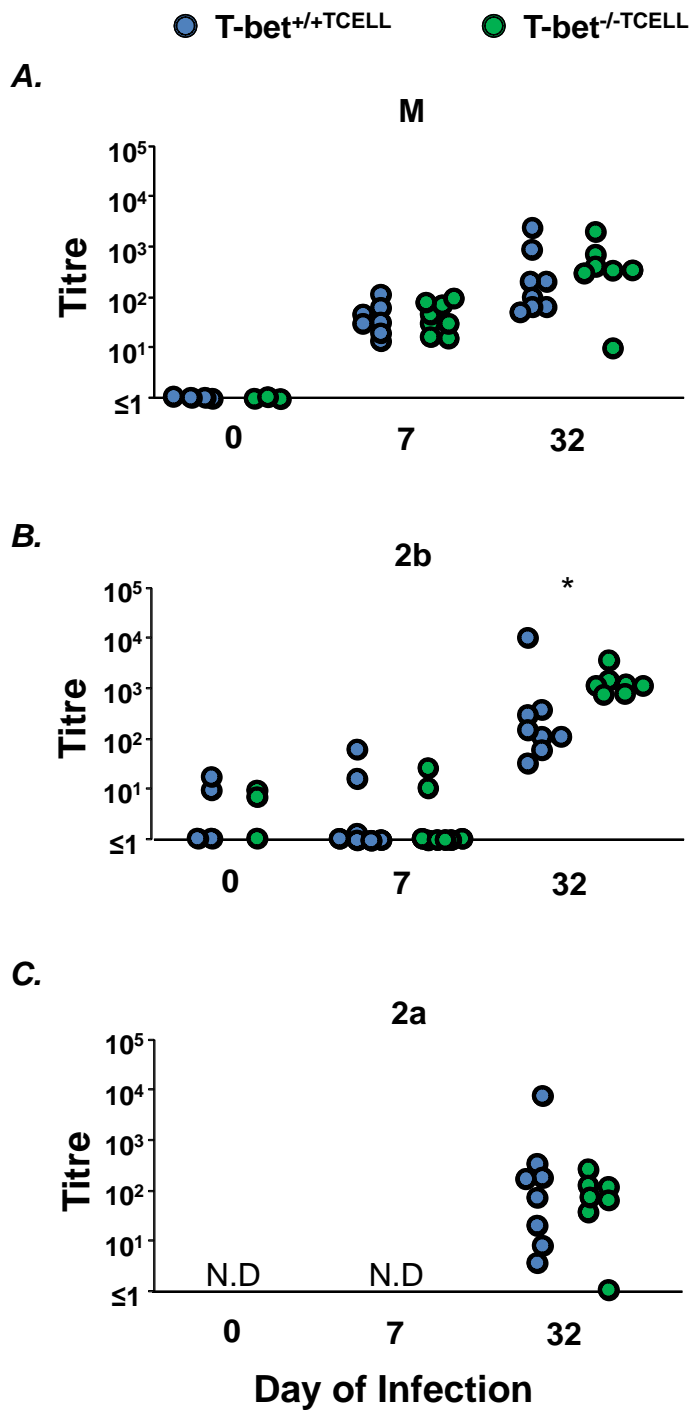 T-bet+/+TCELL T-bet-/-TCELL
A.
M
10⁵
10⁴
10³
10²
10¹
≤1
Titre
0 7 32
B.
2b
*
10⁵
10⁴
10³
10²
10¹
≤1
Titre
0 7 32
C.
2a
10⁵
10⁴
10³
10²
10¹
≤1
Titre
N.D N.D
0 7 32
Day of Infection